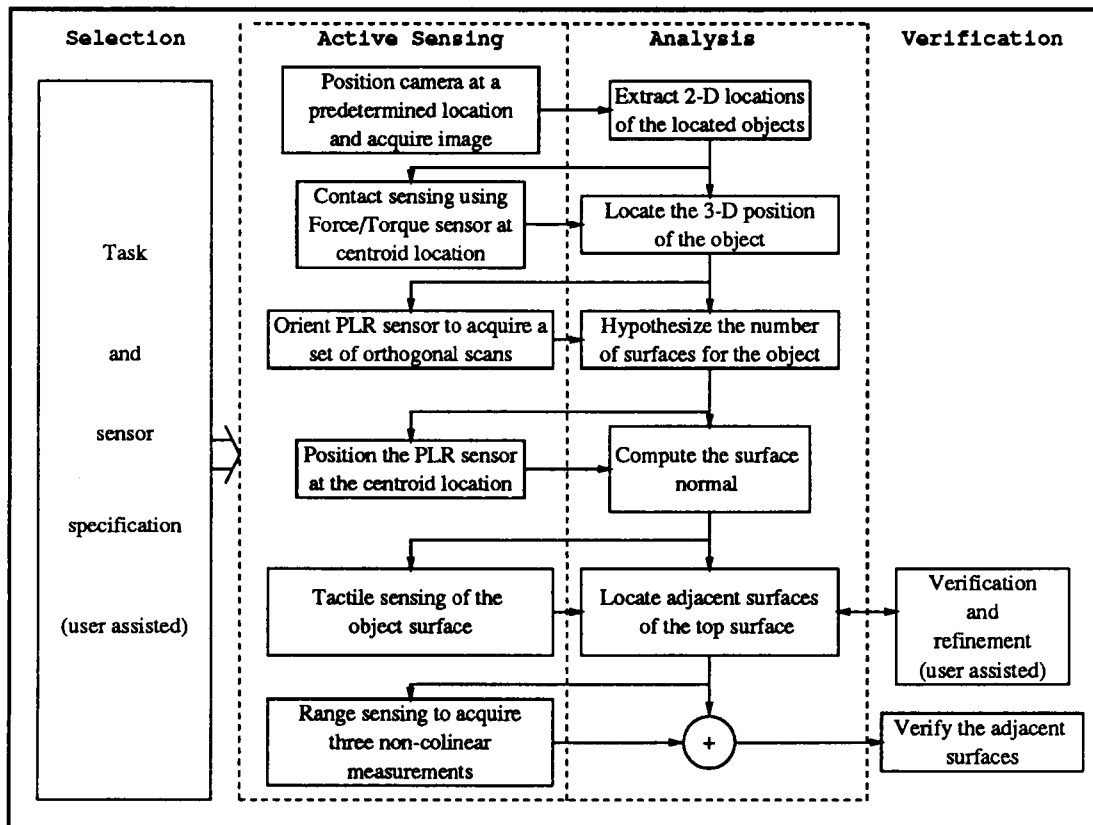 Selection
Active Sensing
Analysis
Verification
Task
and
sensor
specification
(user assisted)
Position camera at a
predetermined location
and acquire image
Extract 2-D locations
of the located objects
Contact sensing using
Force/Torque sensor at
centroid location
Locate the 3-D position
of the object
Orient PLR sensor to acquire a
set of orthogonal scans
Hypothesize the number
of surfaces for the object
Position the PLR sensor
at the centroid location
Compute the surface
normal
Tactile sensing of the
object surface
Locate adjacent surfaces
of the top surface
Verification
and
refinement
(user assisted)
Range sensing to acquire
three non-colinear
measurements
+
Verify the adjacent
surfaces